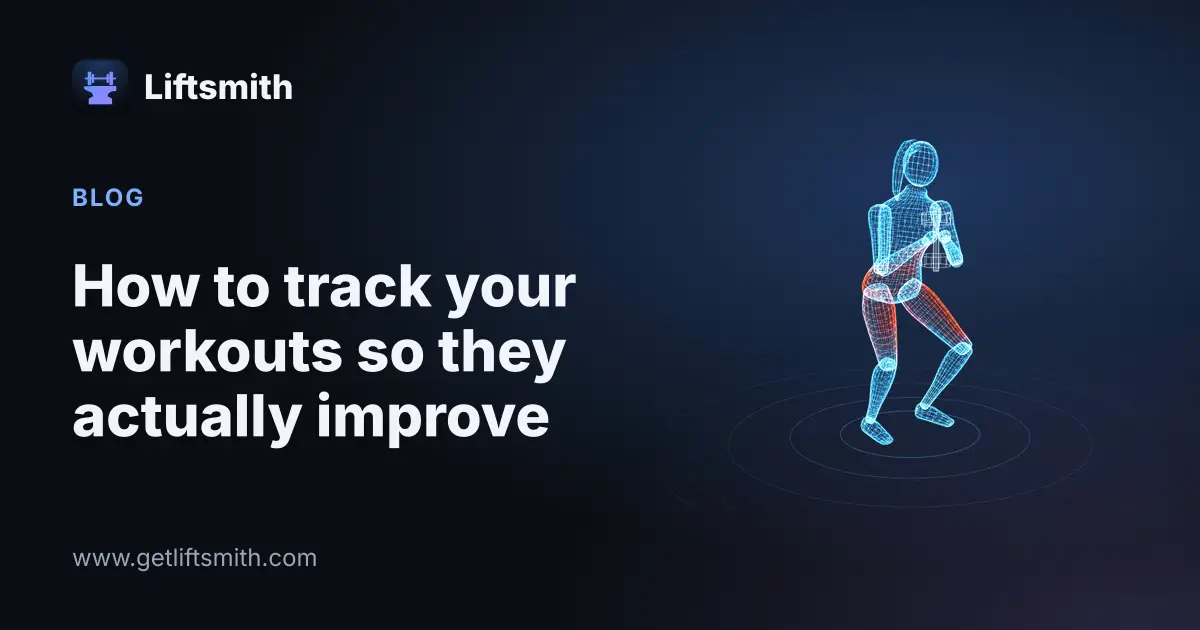 Liftsmith
BLOG
How to track your
workouts so they
actually improve
www.getliftsmith.com